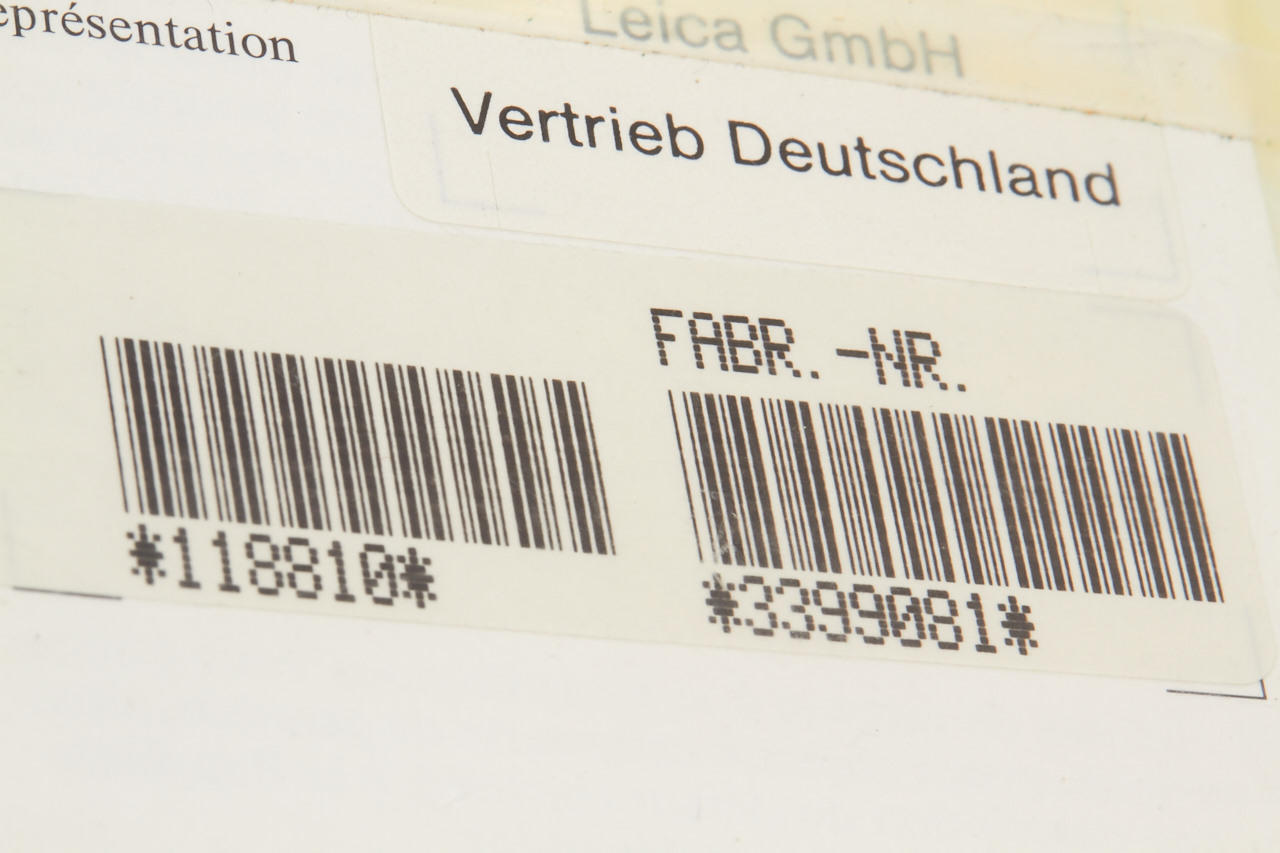 eprésentation
Leica GmbH
Vertrieb Deutschland
FABR.-NR.
*118810*
*3399081*